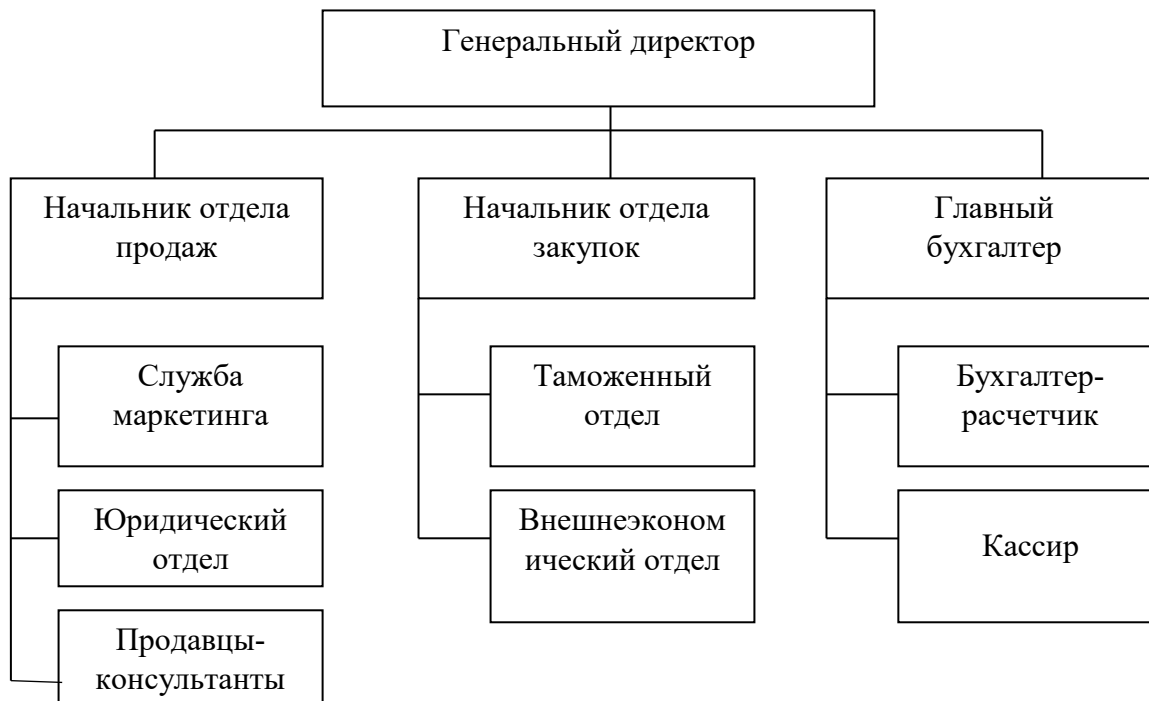 Генеральный директор
Начальник отдела
продаж
Начальник отдела
закупок
Главный
бухгалтер
Служба
маркетинга
Таможенный
отдел
Бухгалтер-
расчетчик
Юридический
отдел
Внешнеэконом
ический отдел
Кассир
Продавцы-
консультанты